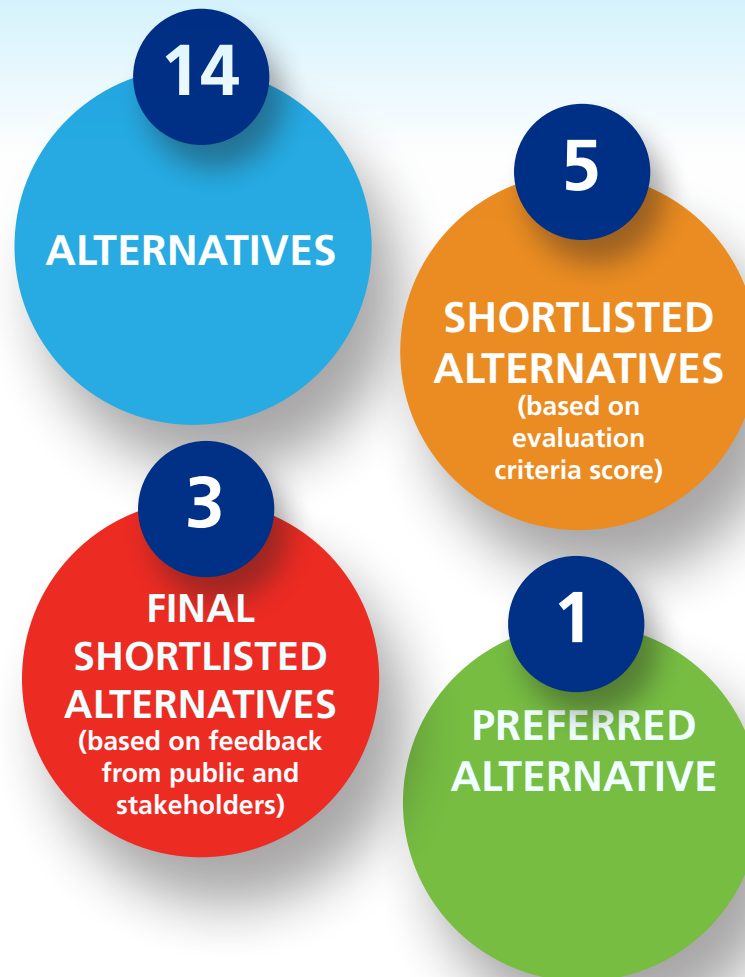 14
ALTERNATIVES
5
SHORTLISTED
ALTERNATIVES
(based on
evaluation
criteria score)
3
FINAL
SHORTLISTED
ALTERNATIVES
(based on feedback
from public and
stakeholders)
1
PREFERRED
ALTERNATIVE